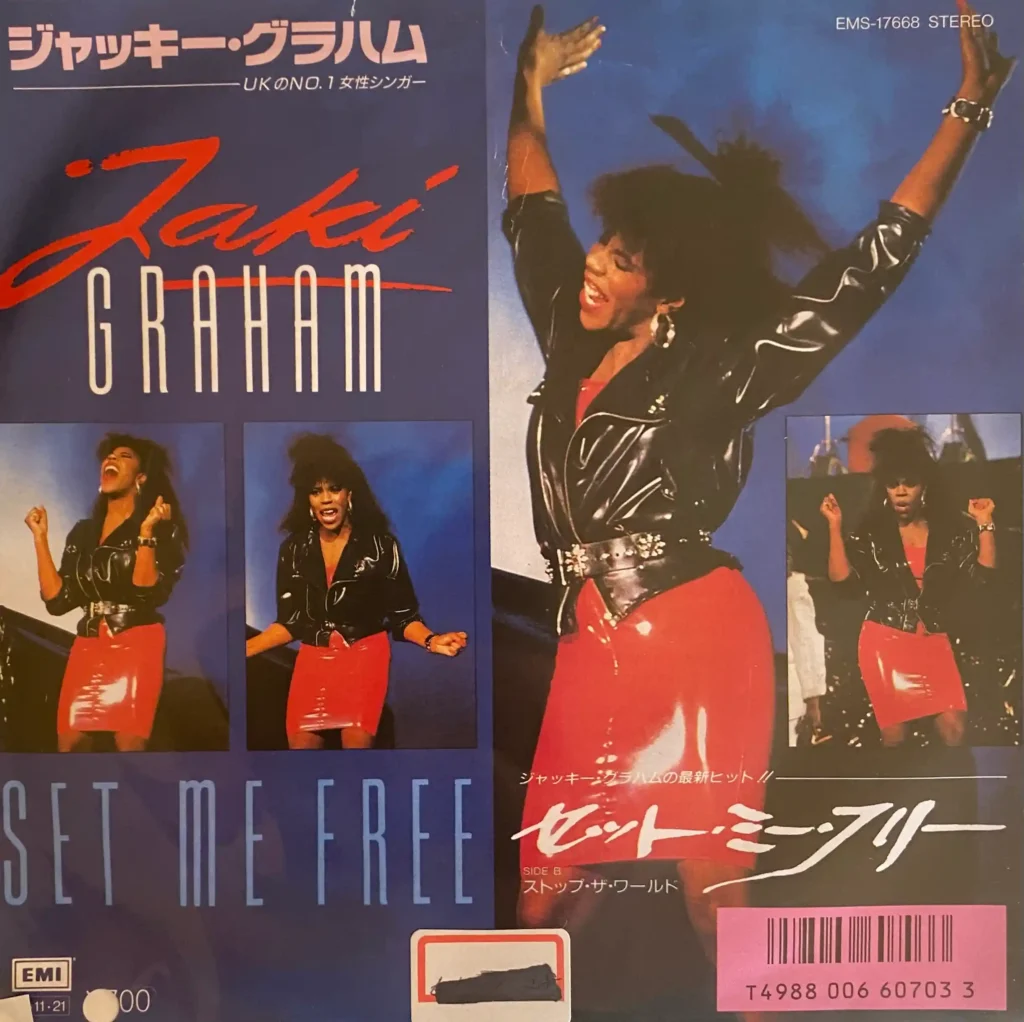 ジャッキー・グラハム
UKのNO.1女性シンガー
EMS-17668 STEREO
Jaki
GRAHAM
SET ME FREE
ジャッキー・グラハムの最新ヒット!!
セット・ミー・フリー
SIDE B
ストップ・ザ・ワールド
EMI
11・21
700
T4988 006 60703 3